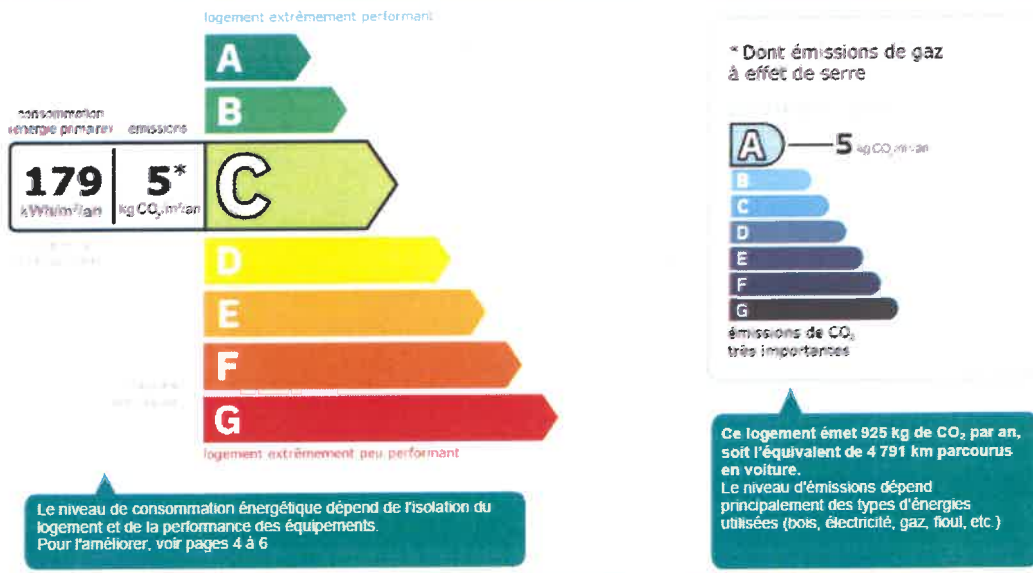 logement extrêmement performant
A
B
consommation
(énergie primaire)
émissions
179
kWh/m²/an
5*
kg CO₂/m²/an
C
D
E
F
G
logement extrêmement peu performant
Le niveau de consommation énergétique dépend de l'isolation du
logement et de la performance des équipements.
Pour l'améliorer, voir pages 4 à 6
* Dont émissions de gaz
à effet de serre
A
5 kg CO₂/m²/an
B
C
D
E
F
G
émissions de CO₂
très importantes
Ce logement émet 925 kg de CO₂ par an,
soit l'équivalent de 4 791 km parcourus
en voiture.
Le niveau d'émissions dépend
principalement des types d'énergies
utilisées (bois, électricité, gaz, fioul, etc.)